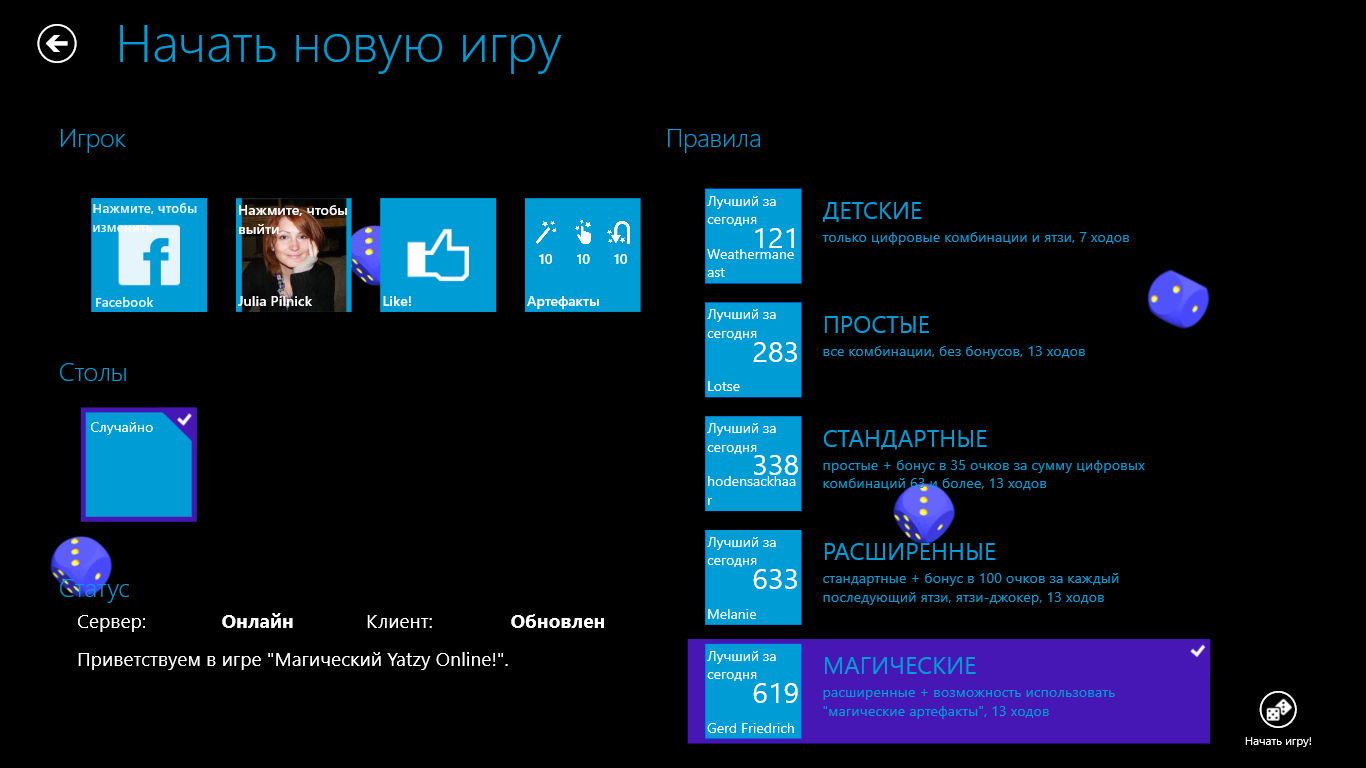 Начать новую игру
Игрок
Нажмите, чтобы
изменить
Facebook
Нажмите, чтобы
выйти
Julia Pilnick
Like!
10
10
10
Артефакты
Столы
Случайно
Статус
Сервер:
Онлайн
Клиент:
Обновлен
Приветствуем в игре "Магический Yatzy Online!".
Правила
Лучший за
сегодня
121
Weathermane
ast
ДЕТСКИЕ
только цифровые комбинации и ятзи, 7 ходов
Лучший за
сегодня
283
Lotse
ПРОСТЫЕ
все комбинации, без бонусов, 13 ходов
Лучший за
сегодня
338
hodensackhaa
r
СТАНДАРТНЫЕ
простые + бонус в 35 очков за сумму цифровых
комбинаций 63 и более, 13 ходов
Лучший за
сегодня
633
Melanie
РАСШИРЕННЫЕ
стандартные + бонус в 100 очков за каждый
последующий ятзи, ятзи-джокер, 13 ходов
Лучший за
сегодня
619
Gerd Friedrich
МАГИЧЕСКИЕ
расширенные + возможность использовать
"магические артефакты", 13 ходов
Начать игру!